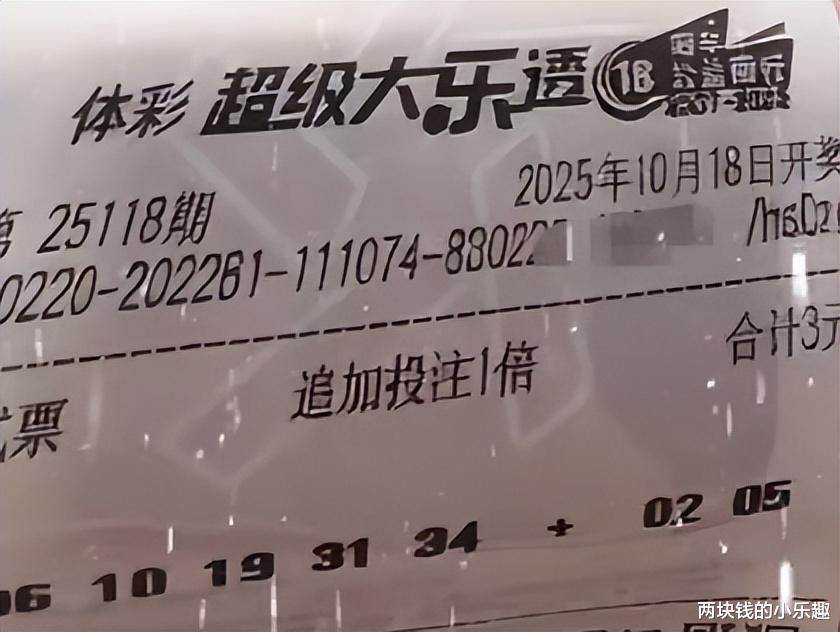 体彩 超级大乐透
2025年10月18日开奖
第 25118期
0220-202261-111074-88022
合计3元
追加投注1倍
式票
06 10 19 31 34 + 02 05
两块钱的小乐趣